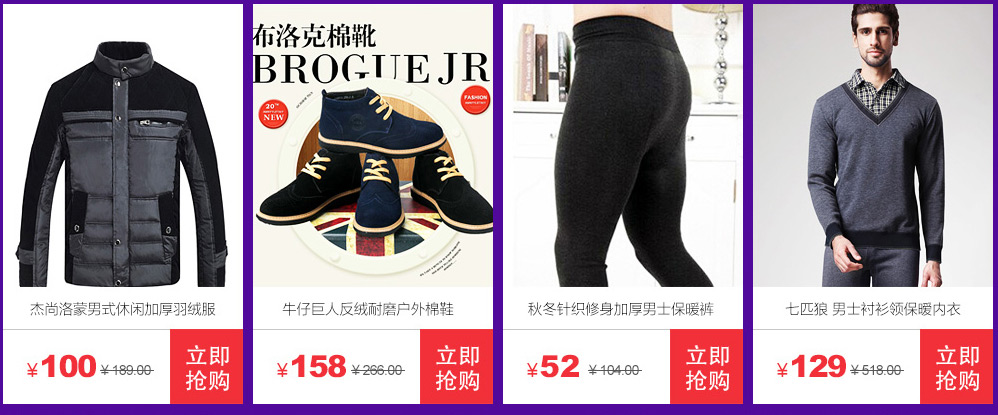 布洛克棉靴
BROGUE JR
20TH
NEW
FASHION
杰尚洛蒙男式休闲加厚羽绒服
¥100 ¥189.00
立即
抢购
牛仔巨人反绒耐磨户外棉鞋
¥158 ¥266.00
立即
抢购
秋冬针织修身加厚男士保暖裤
¥52 ¥104.00
立即
抢购
七匹狼 男士衬衫领保暖内衣
¥129 ¥518.00
立即
抢购